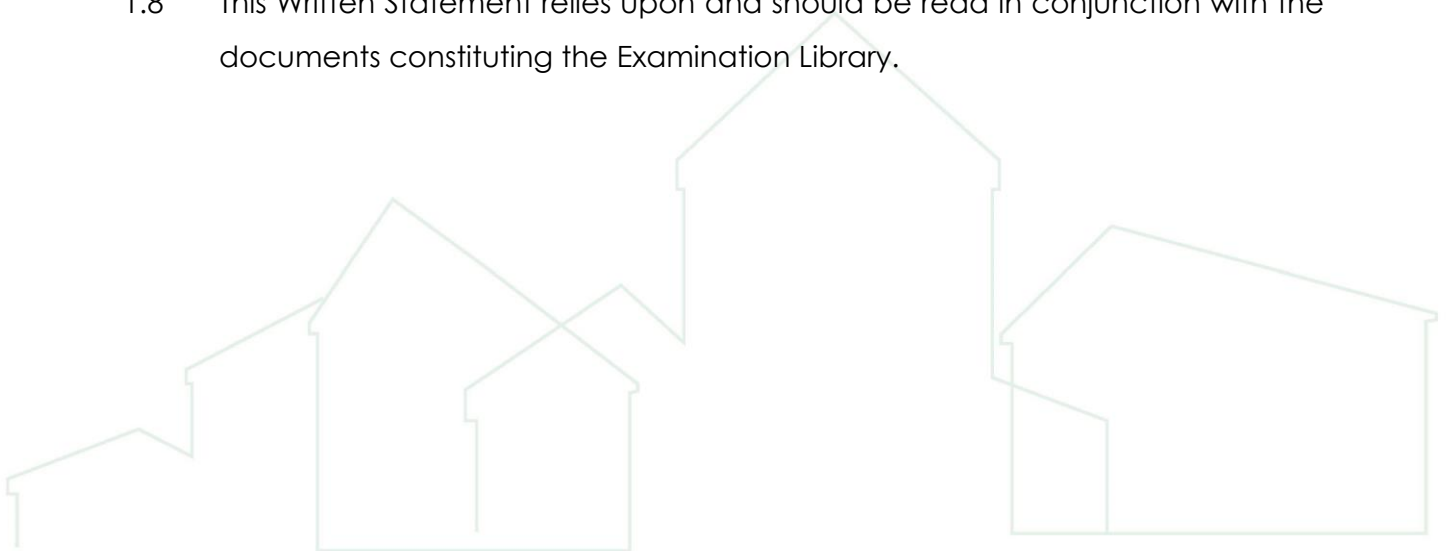 1.8 This Written Statement relies upon and should be read in conjunction with the
documents constituting the Examination Library.